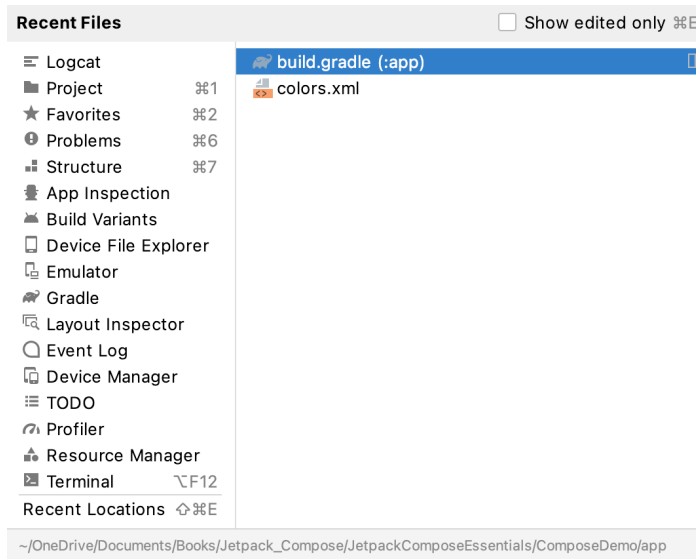 Recent Files Show edited only ⌘E
Logcat
Project ⌘1
Favorites ⌘2
Problems ⌘6
Structure ⌘7
App Inspection
Build Variants
Device File Explorer
Emulator
Gradle
Layout Inspector
Event Log
Device Manager
TODO
Profiler
Resource Manager
Terminal ⌥F12
Recent Locations ⇧⌘E
build.gradle (:app)
colors.xml
~/OneDrive/Documents/Books/Jetpack_Compose/JetpackComposeEssentials/ComposeDemo/app